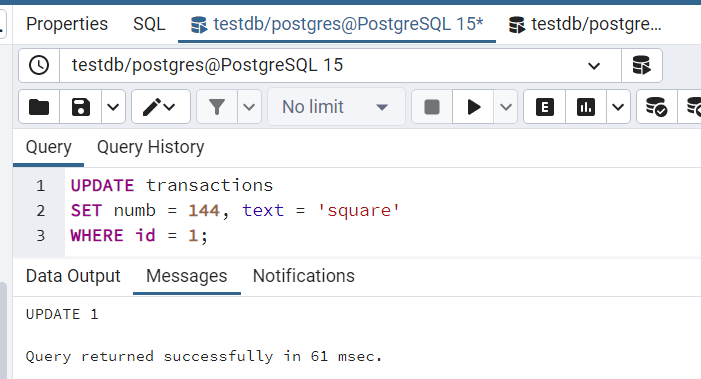 Properties SQL testdb/postgres@PostgreSQL 15* testdb/postgre...
testdb/postgres@PostgreSQL 15
No limit E
Query Query History
1 UPDATE transactions
2 SET numb = 144, text = 'square'
3 WHERE id = 1;
Data Output Messages Notifications
UPDATE 1
Query returned successfully in 61 msec.